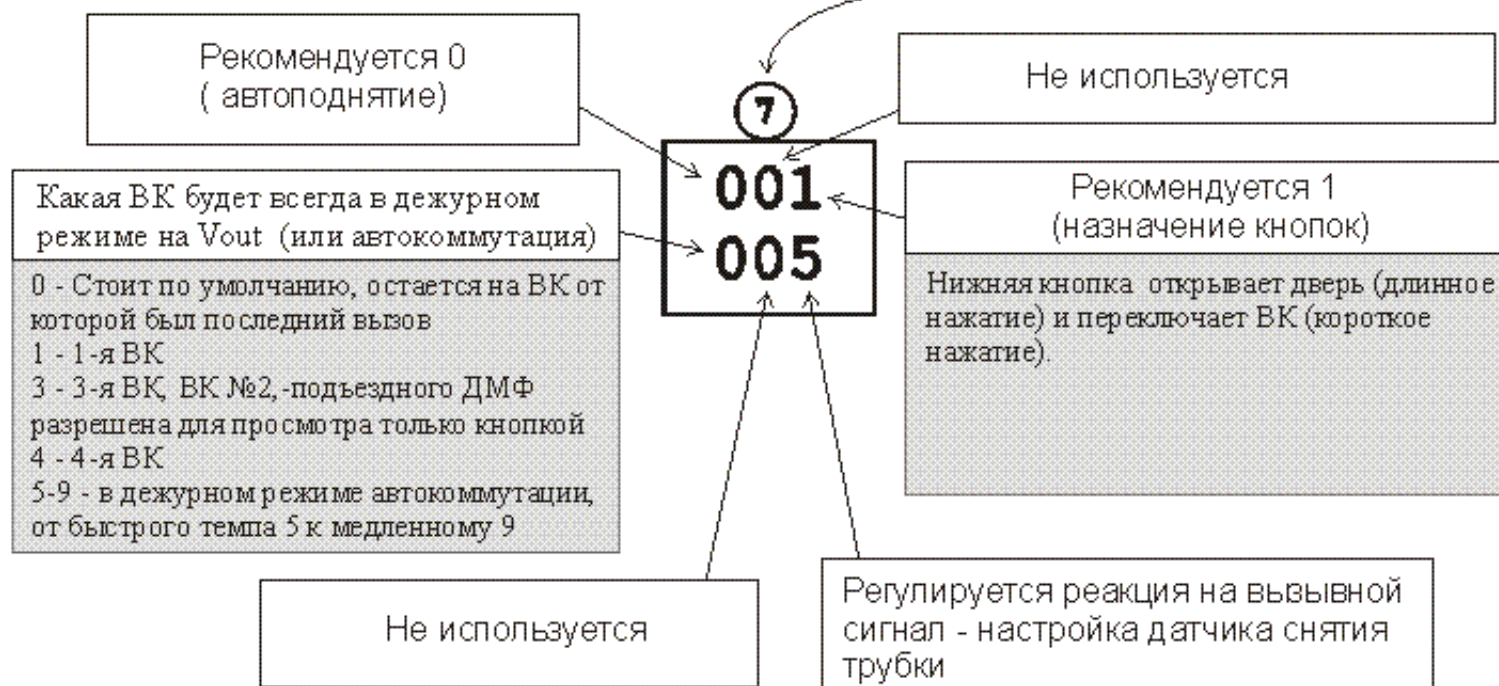 Рекомендуется 0
( автоподнятие)
Не используется
7
001
005
Какая ВК будет всегда в дежурном
режиме на Vout (или автокоммутация)
0 - Стоит по умолчанию, остается на ВК от
которой был последний вызов
1 - 1-я ВК
3 - 3-я ВК, ВК №2,-подъездного ДМФ
разрешена для просмотра только кнопкой
4 - 4-я ВК
5-9 - в дежурном режиме автокоммутации,
от быстрого темпа 5 к медленному 9
Рекомендуется 1
(назначение кнопок)
Нижняя кнопка открывает дверь (длинное
нажатие) и переключает ВК (короткое
нажатие).
Не используется
Регулируется реакция на вызывной
сигнал - настройка датчика снятия
трубки